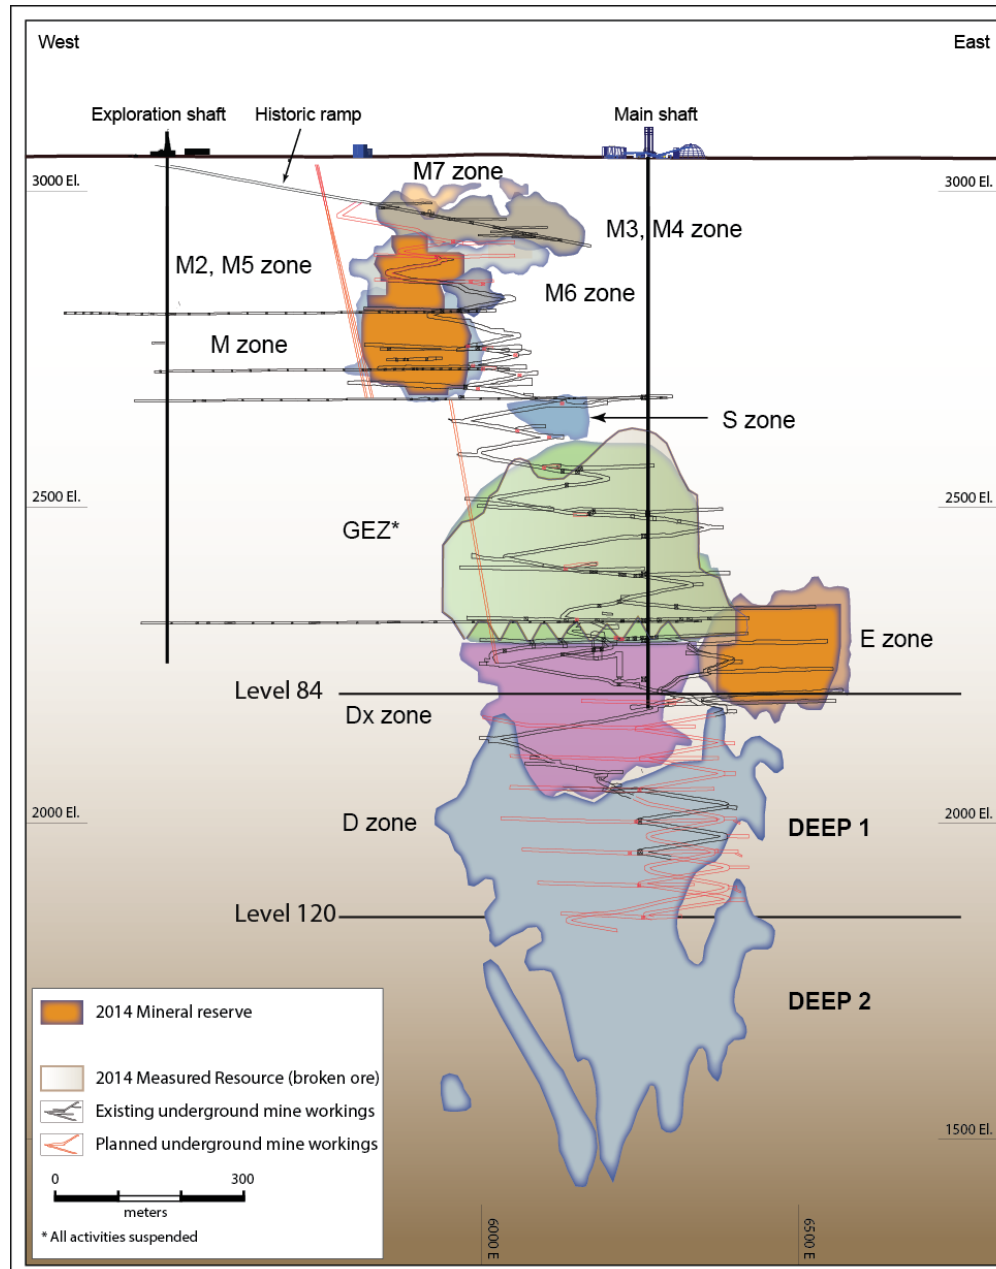 West
East
Exploration shaft
Historic ramp
Main shaft
M7 zone
3000 El.
3000 El.
M3, M4 zone
M2, M5 zone
M6 zone
M zone
S zone
2500 El.
2500 El.
GEZ*
E zone
Level 84
Dx zone
2000 El.
2000 El.
D zone
DEEP 1
Level 120
DEEP 2
2014 Mineral reserve
2014 Measured Resource (broken ore)
Existing underground mine workings
Planned underground mine workings
1500 El.
0
300
meters
* All activities suspended
6000 E
6500 E